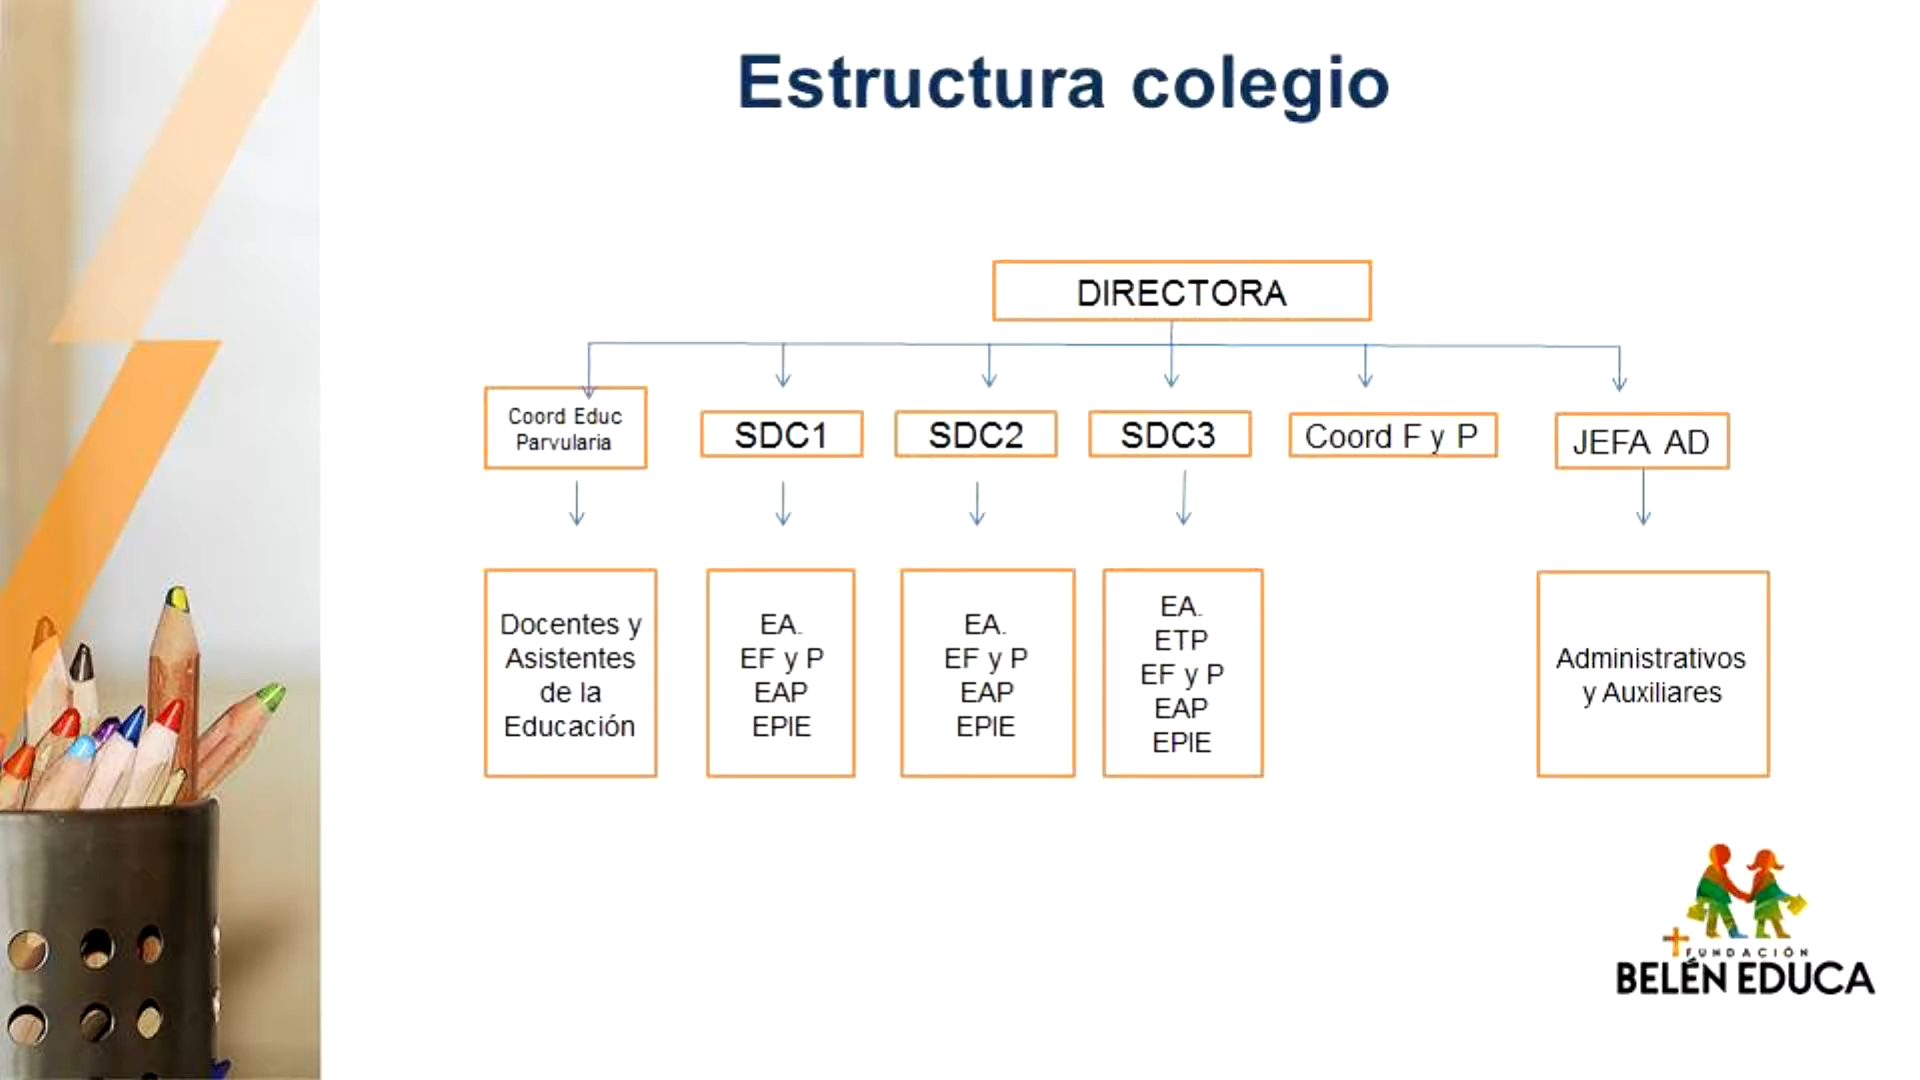 Estructura colegio
DIRECTORA
Coord Educ
Parvularia
SDC1
SDC2
SDC3
Coord F y P
JEFA AD
Docentes y
Asistentes
de la
Educación
EA.
EF y P
EAP
EPIE
EA.
EF y P
EAP
EPIE
EA.
ETP
EF y P
EAP
EPIE
Administrativos
y Auxiliares
FUNDACIÓN
BELÉN EDUCA